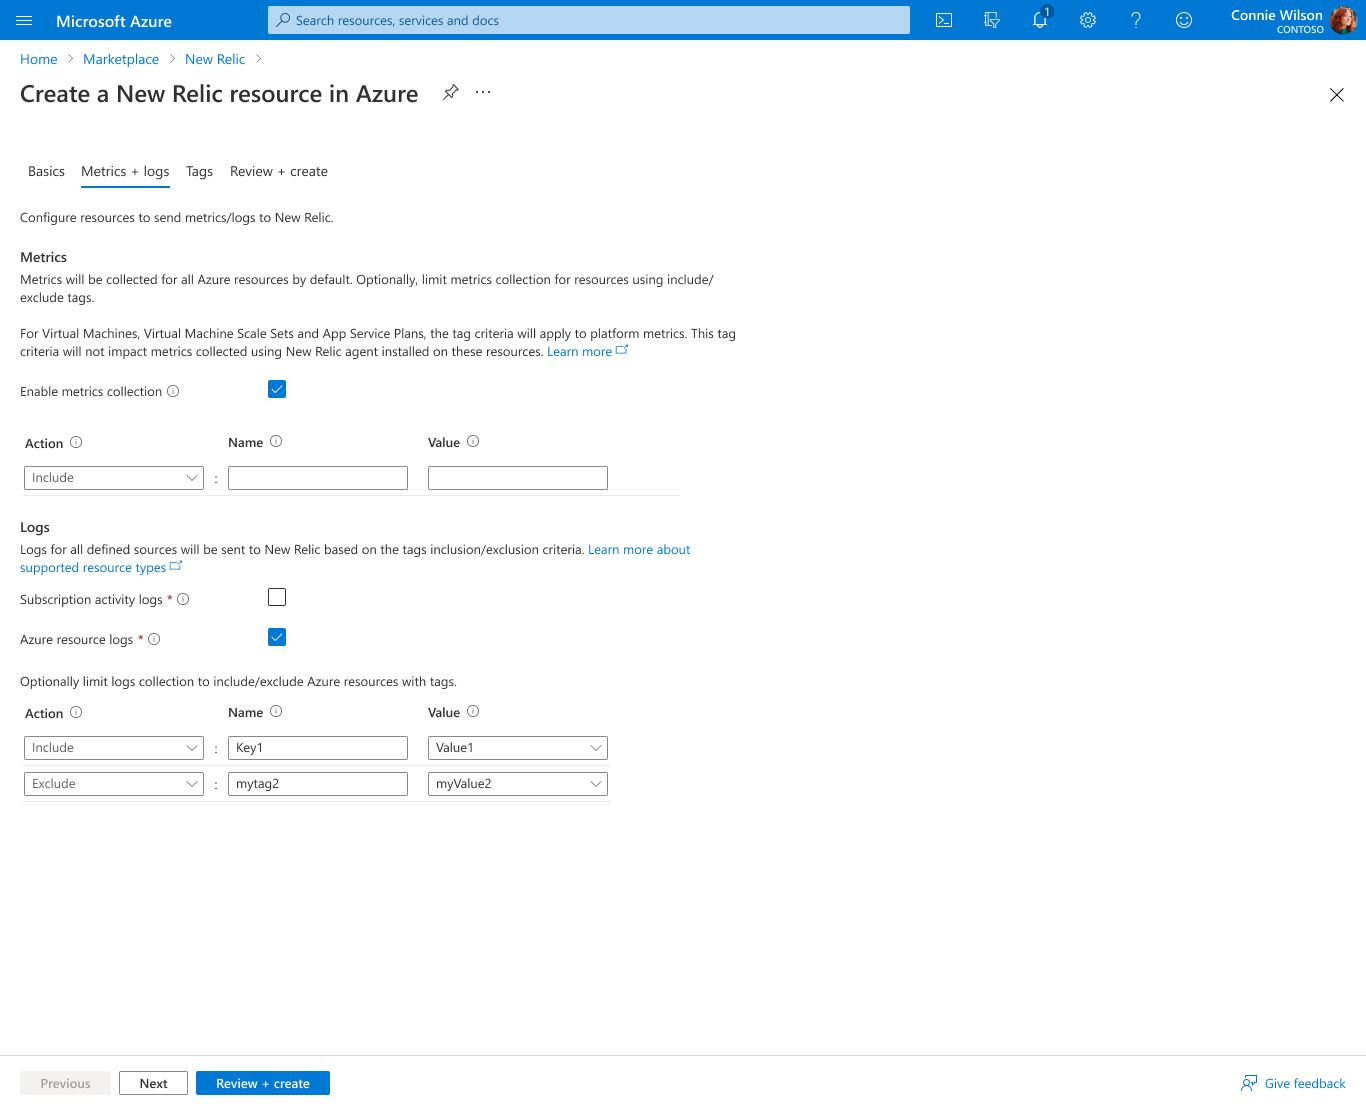 Microsoft Azure
Search resources, services and docs
1
Connie Wilson
CONTOSO
Home > Marketplace > New Relic >
Create a New Relic resource in Azure
Basics Metrics + logs Tags Review + create
Configure resources to send metrics/logs to New Relic.
Metrics
Metrics will be collected for all Azure resources by default. Optionally, limit metrics collection for resources using include/
exclude tags.
For Virtual Machines, Virtual Machine Scale Sets and App Service Plans, the tag criteria will apply to platform metrics. This tag
criteria will not impact metrics collected using New Relic agent installed on these resources. Learn more
Enable metrics collection
Action Name Value
Include :
Logs
Logs for all defined sources will be sent to New Relic based on the tags inclusion/exclusion criteria. Learn more about
supported resource types
Subscription activity logs *
Azure resource logs *
Optionally limit logs collection to include/exclude Azure resources with tags.
Action Name Value
Include : Key1 Value1
Exclude : mytag2 myValue2
Previous Next Review + create Give feedback